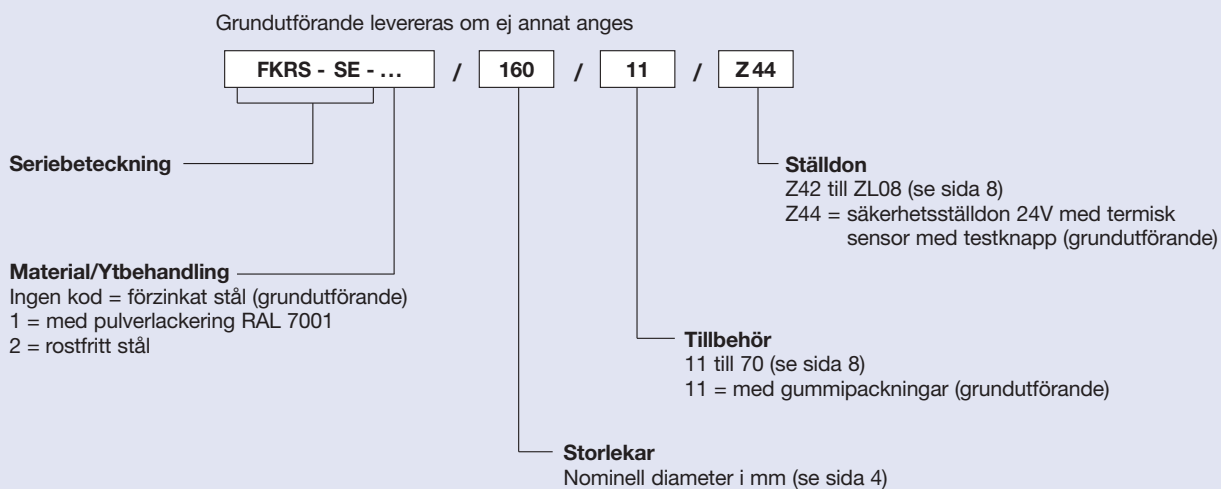 Grundutförande levereras om ej annat anges
FKRS - SE - ... / 160 / 11 / Z44
Seriebeteckning
Material/Ytbehandling
Ingen kod = förzinkat stål (grundutförande)
1 = med pulverlackering RAL 7001
2 = rostfritt stål
Ställdon
Z42 till ZL08 (se sida 8)
Z44 = säkerhetsställdon 24V med termisk
sensor med testknapp (grundutförande)
Tillbehör
11 till 70 (se sida 8)
11 = med gummipackningar (grundutförande)
Storlekar
Nominell diameter i mm (se sida 4)